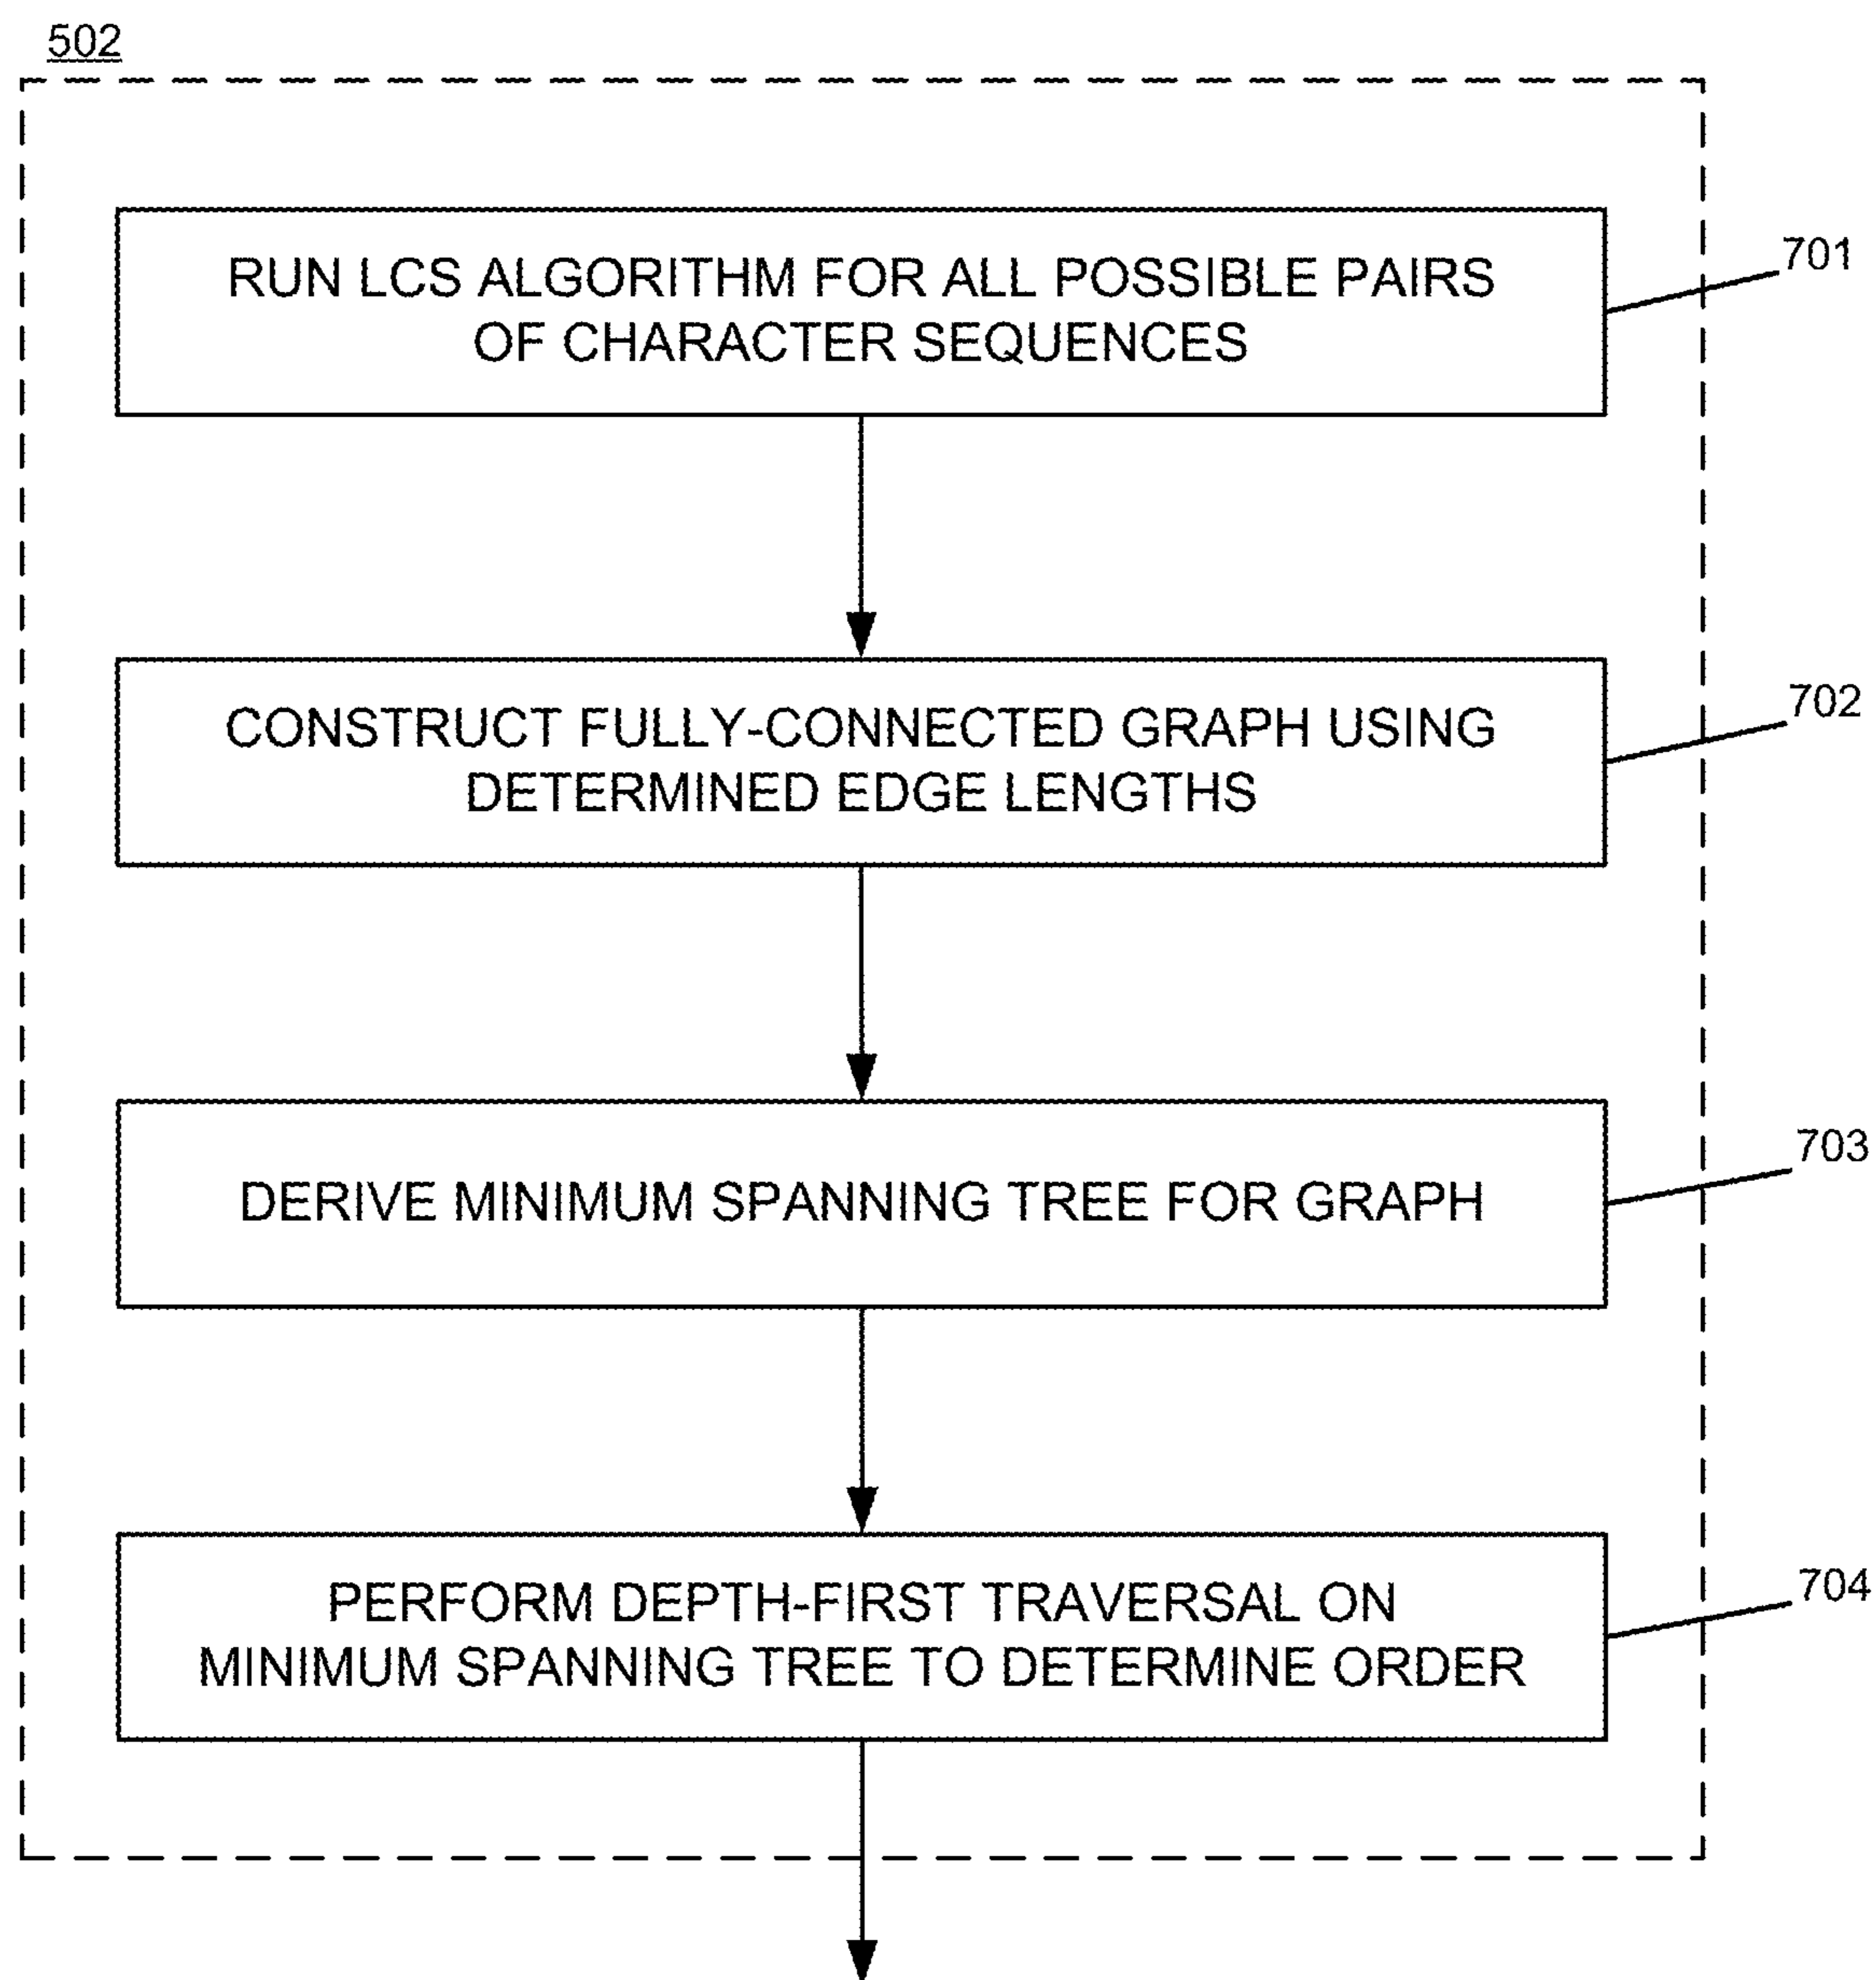 502
RUN LCS ALGORITHM FOR ALL POSSIBLE PAIRS
OF CHARACTER SEQUENCES
701
CONSTRUCT FULLY-CONNECTED GRAPH USING
DETERMINED EDGE LENGTHS
702
DERIVE MINIMUM SPANNING TREE FOR GRAPH
703
PERFORM DEPTH-FIRST TRAVERSAL ON
MINIMUM SPANNING TREE TO DETERMINE ORDER
704